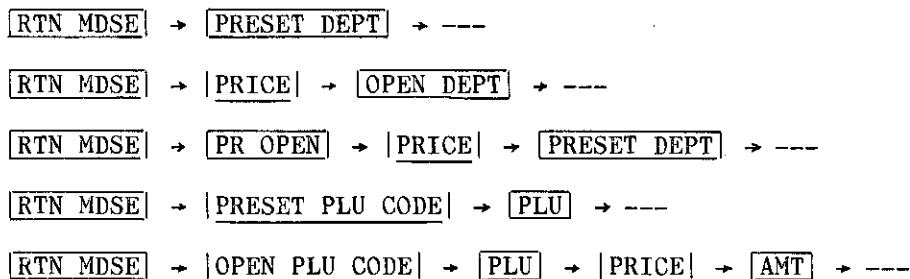 RTN MDSE → PRESET DEPT → ---
RTN MDSE → |PRICE| → OPEN DEPT → ---
RTN MDSE → PR OPEN → |PRICE| → PRESET DEPT → ---
RTN MDSE → |PRESET PLU CODE| → PLU → ---
RTN MDSE → |OPEN PLU CODE| → PLU → |PRICE| → AMT → ---